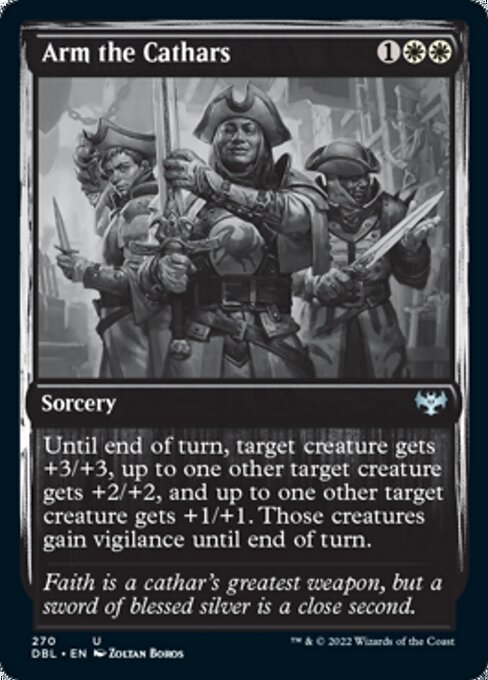 Arm the Cathars 1
Sorcery
Until end of turn, target creature gets
+3/+3, up to one other target creature
gets +2/+2, and up to one other target
creature gets +1/+1. Those creatures
gain vigilance until end of turn.
Faith is a cathar's greatest weapon, but a
sword of blessed silver is a close second.
270 U
DBL • EN Zoltan Boros
™ & © 2022 Wizards of the Coast